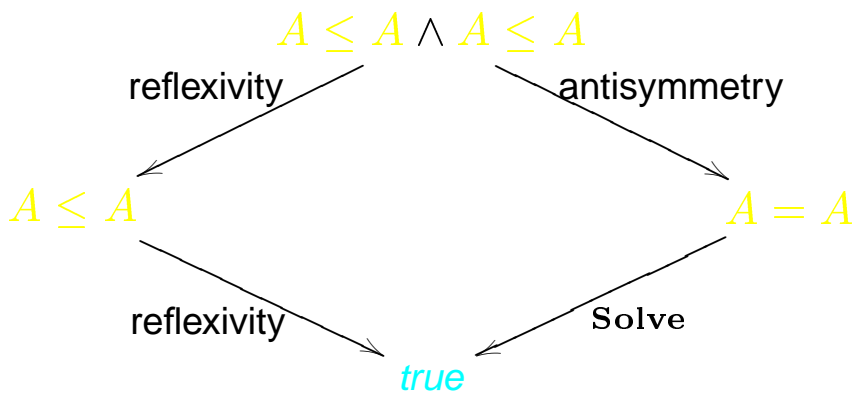 A ≤ A ∧ A ≤ A
reflexivity antisymmetry
A ≤ A A = A
reflexivity Solve
true